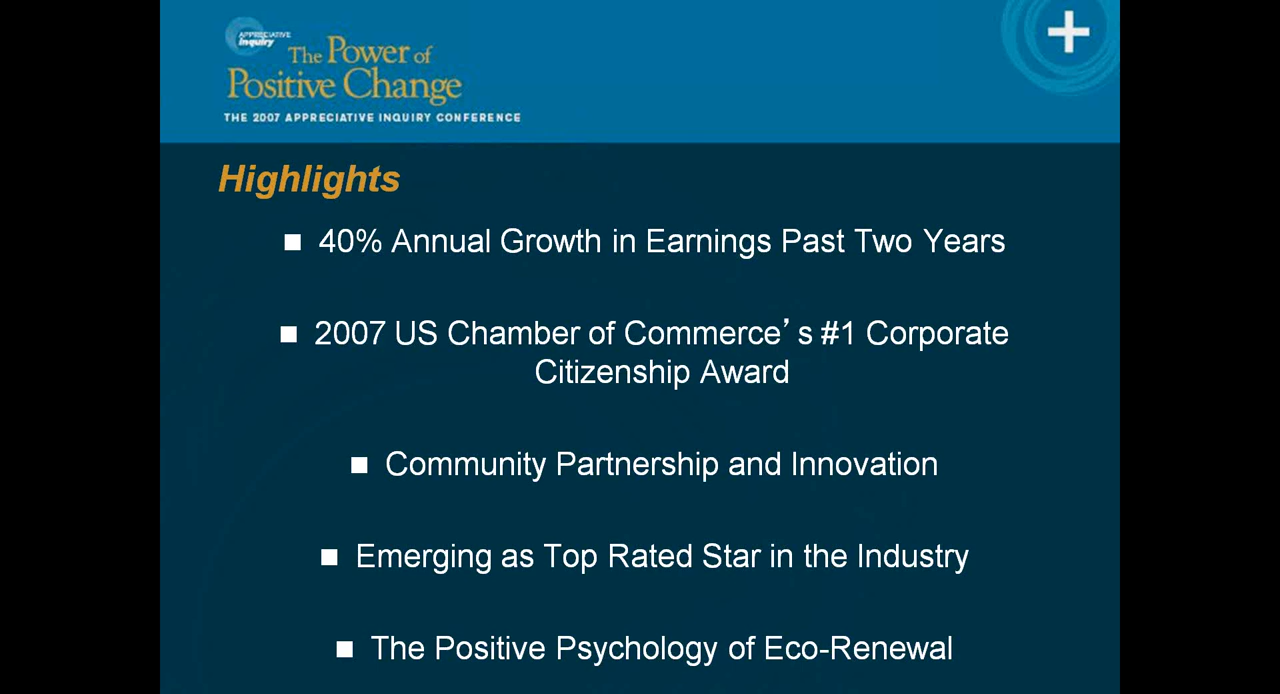 APPRECIATIVE
inquiry
The Power of
Positive Change
THE 2007 APPRECIATIVE INQUIRY CONFERENCE
Highlights
■ 40% Annual Growth in Earnings Past Two Years
■ 2007 US Chamber of Commerce’s #1 Corporate
Citizenship Award
■ Community Partnership and Innovation
■ Emerging as Top Rated Star in the Industry
■ The Positive Psychology of Eco-Renewal